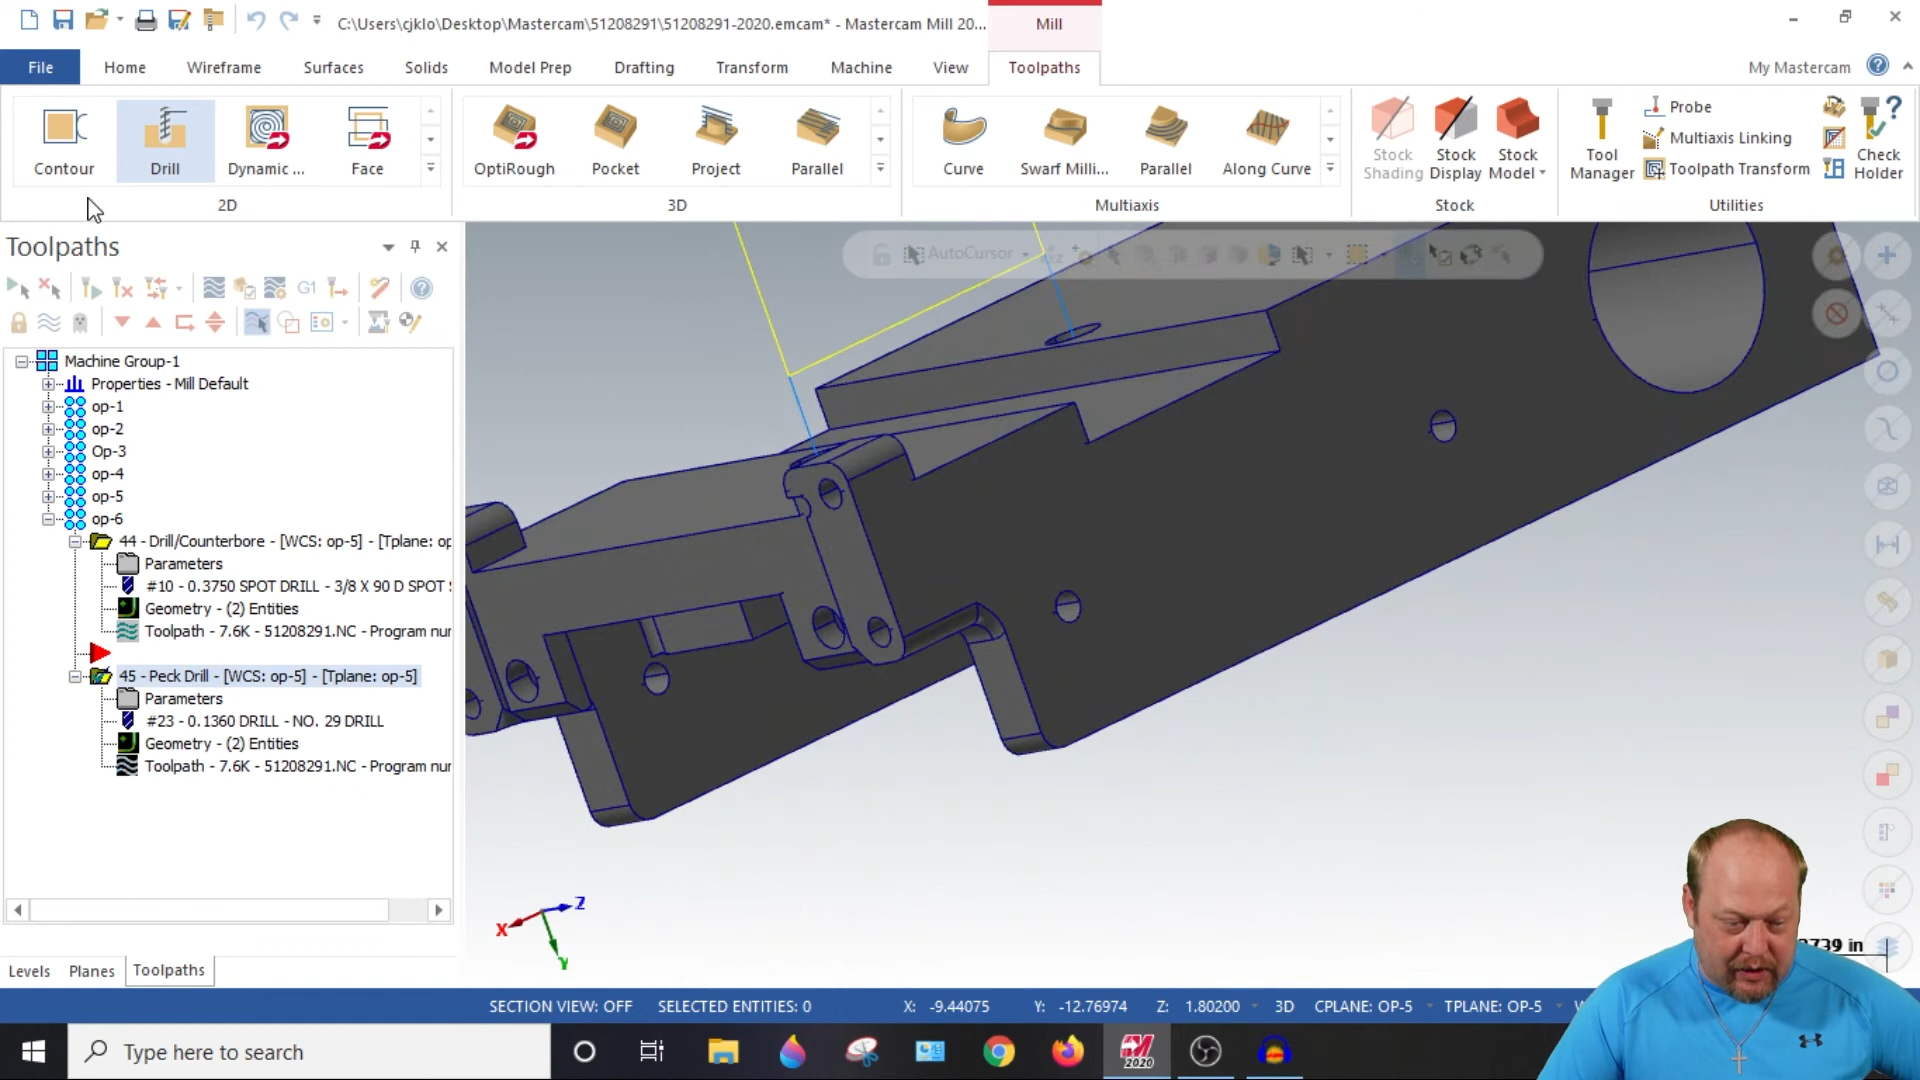 C:\Users\cjklo\Desktop\Mastercam\51208291\51208291-2020.emcam* - Mastercam Mill 20...
Mill
File
Home
Wireframe
Surfaces
Solids
Model Prep
Drafting
Transform
Machine
View
Toolpaths
My Mastercam
Contour
Drill
Dynamic ...
Face
2D
OptiRough
Pocket
Project
Parallel
3D
Curve
Swarf Milli...
Parallel
Along Curve
Multiaxis
Stock Shading
Stock Display
Stock Model
Stock
Tool Manager
Probe
Multiaxis Linking
Toolpath Transform
Check Holder
Utilities
Toolpaths
G1
AutoCursor
Machine Group-1
Properties - Mill Default
op-1
op-2
Op-3
op-4
op-5
op-6
44 - Drill/Counterbore - [WCS: op-5] - [Tplane: op
Parameters
#10 - 0.3750 SPOT DRILL - 3/8 X 90 D SPOT
Geometry - (2) Entities
Toolpath - 7.6K - 51208291.NC - Program nur
45 - Peck Drill - [WCS: op-5] - [Tplane: op-5]
Parameters
#23 - 0.1360 DRILL - NO. 29 DRILL
Geometry - (2) Entities
Toolpath - 7.6K - 51208291.NC - Program nur
Z
X
Y
739 in
Levels
Planes
Toolpaths
SECTION VIEW: OFF
SELECTED ENTITIES: 0
X: -9.44075
Y: -12.76974
Z: 1.80200
3D
CPLANE: OP-5
TPLANE: OP-5
Type here to search
2020